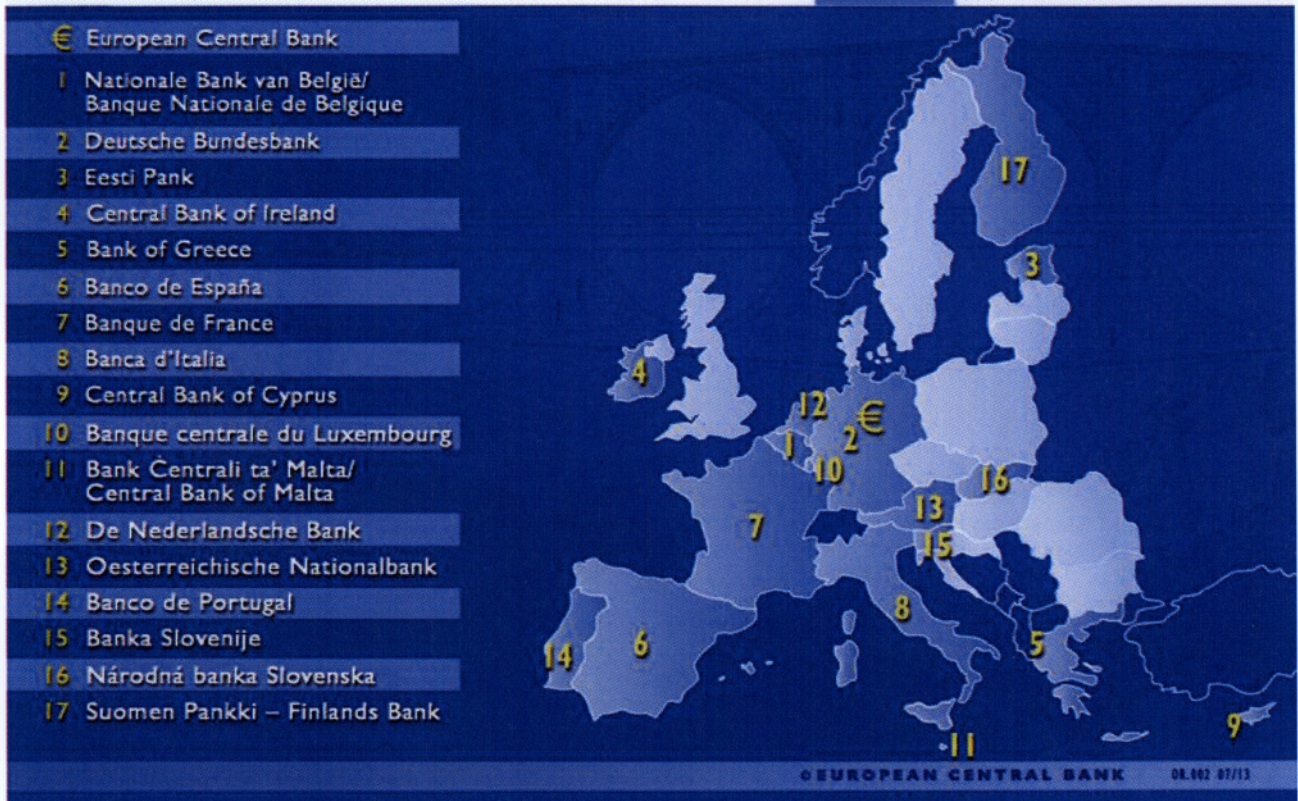 € European Central Bank
1 Nationale Bank van België/
Banque Nationale de Belgique
2 Deutsche Bundesbank
3 Eesti Pank
4 Central Bank of Ireland
5 Bank of Greece
6 Banco de España
7 Banque de France
8 Banca d'Italia
9 Central Bank of Cyprus
10 Banque centrale du Luxembourg
11 Bank Ċentrali ta' Malta/
Central Bank of Malta
12 De Nederlandsche Bank
13 Oesterreichische Nationalbank
14 Banco de Portugal
15 Banka Slovenije
16 Národná banka Slovenska
17 Suomen Pankki – Finlands Bank
17
3
4
12
€
1
2
10
16
13
7
15
8
6
14
5
9
11
© EUROPEAN CENTRAL BANK OR.002 07/13